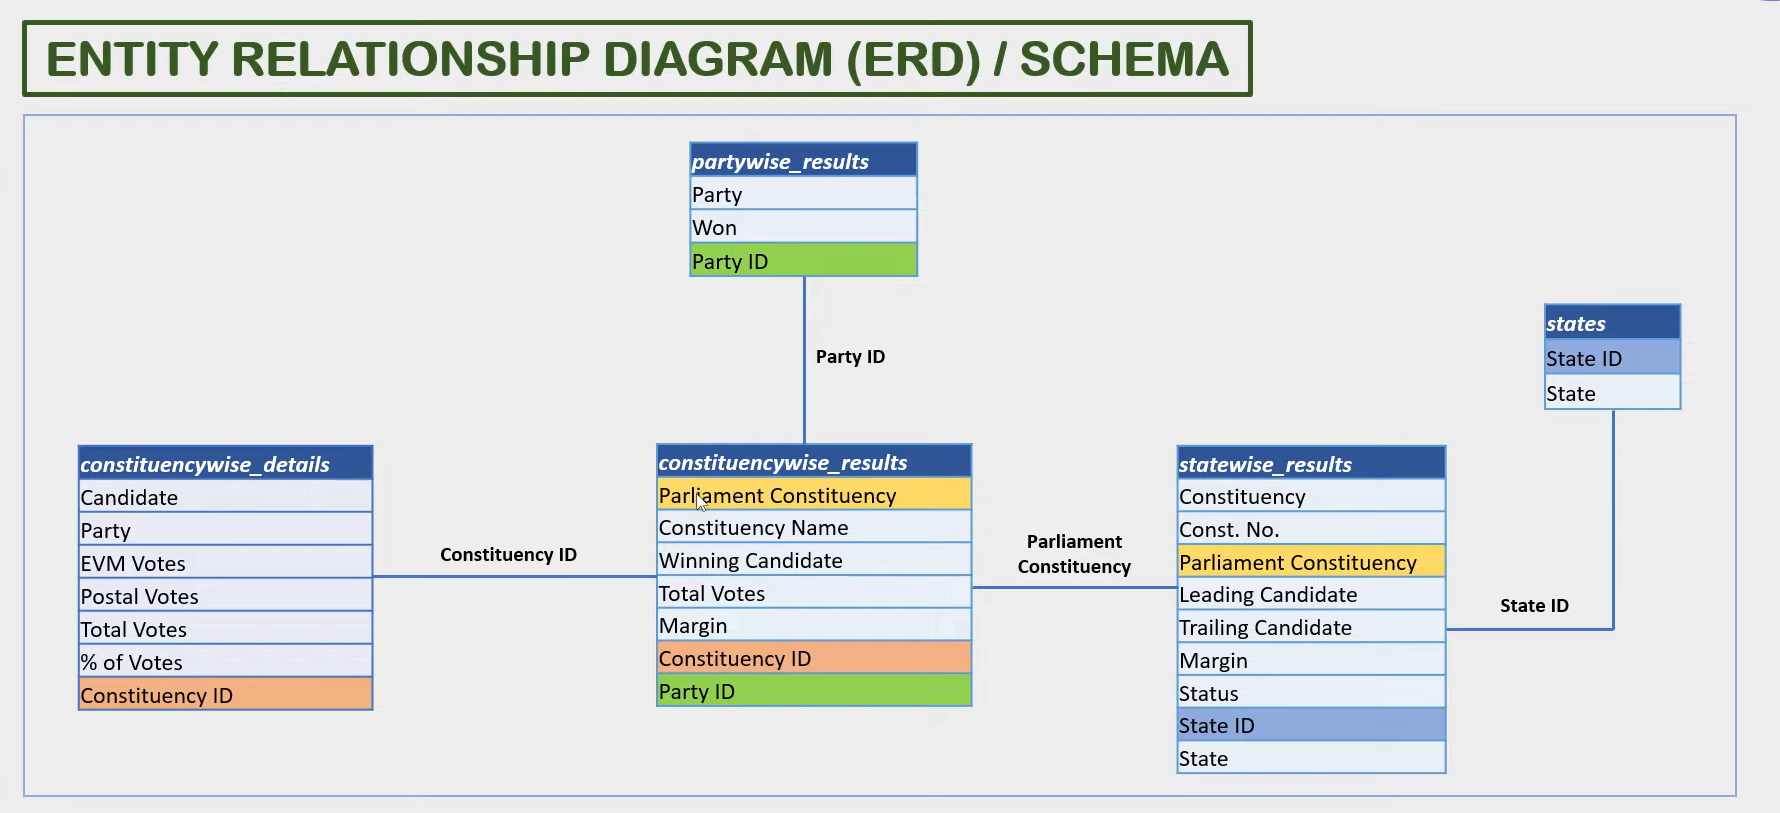 ENTITY RELATIONSHIP DIAGRAM (ERD) / SCHEMA
partywise_results
Party
Won
Party ID
Party ID
states
State ID
State
constituencywise_details
Candidate
Party
EVM Votes
Postal Votes
Total Votes
% of Votes
Constituency ID
Constituency ID
constituencywise_results
Parliament Constituency
Constituency Name
Winning Candidate
Total Votes
Margin
Constituency ID
Party ID
Parliament
Constituency
statewise_results
Constituency
Const. No.
Parliament Constituency
Leading Candidate
Trailing Candidate
Margin
Status
State ID
State
State ID